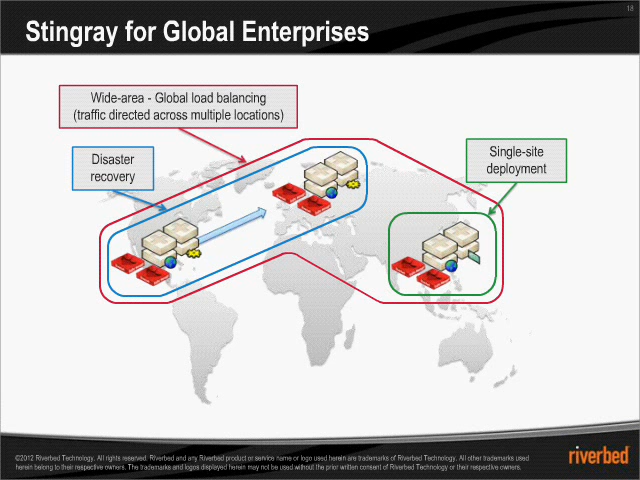 18
Stingray for Global Enterprises
Wide-area - Global load balancing
(traffic directed across multiple locations)
Disaster
recovery
Single-site
deployment
©2012 Riverbed Technology. All rights reserved. Riverbed and any Riverbed product or service name or logo used herein are trademarks of Riverbed Technology. All other trademarks used
herein belong to their respective owners. The trademarks and logos displayed herein may not be used without the prior written consent of Riverbed Technology or their respective owners.
riverbed